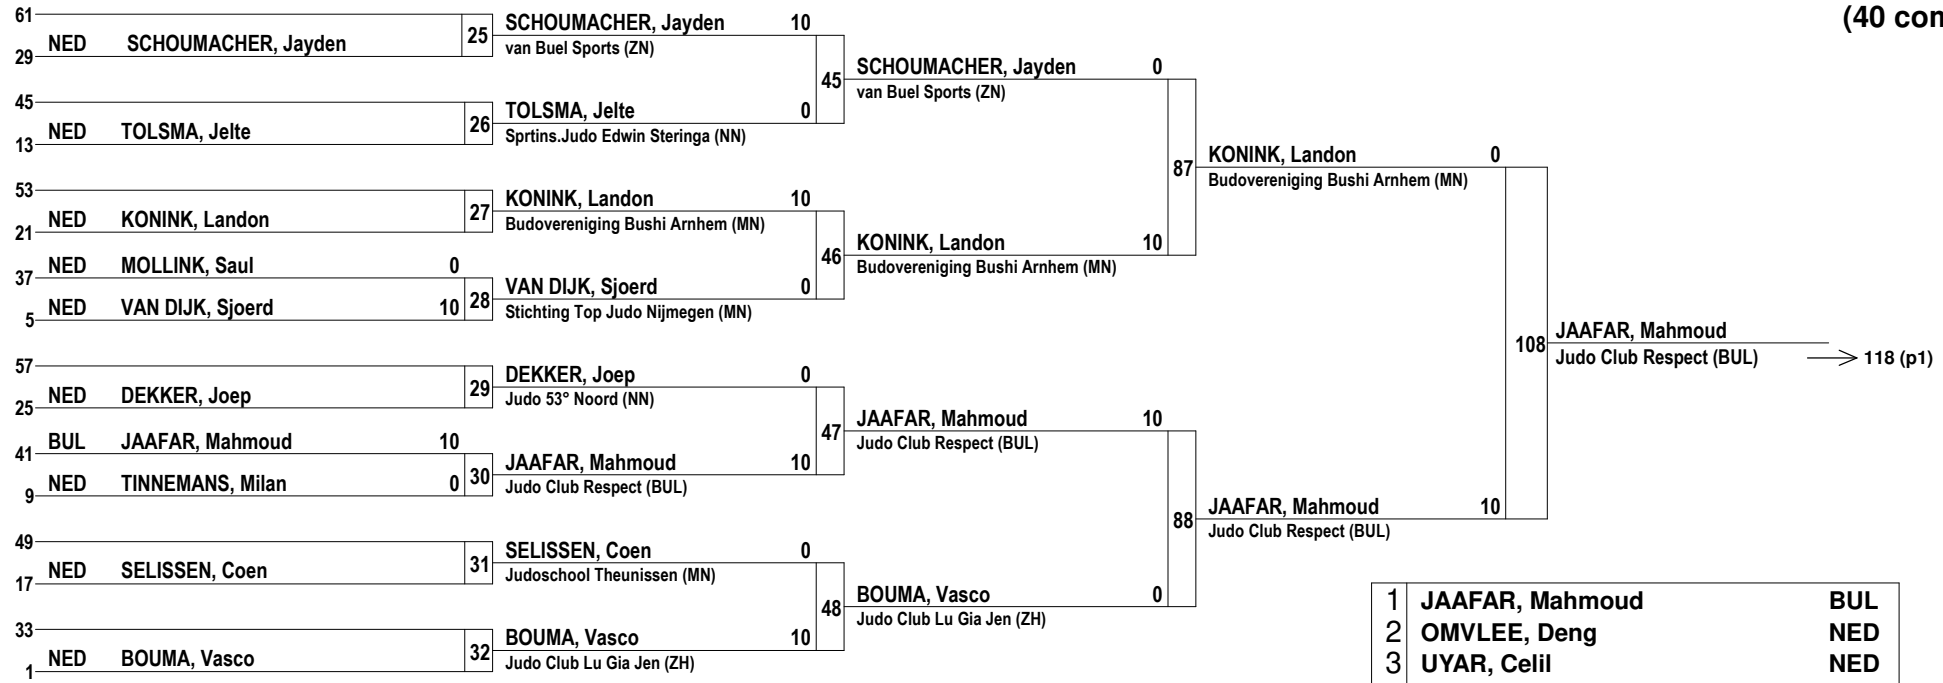 (40 con
61
NED SCHOUMACHER, Jayden
29
25
SCHOUMACHER, Jayden 10
van Buel Sports (ZN)
45
NED TOLSMA, Jelte
13
26
TOLSMA, Jelte 0
Sprtins.Judo Edwin Steringa (NN)
53
NED KONINK, Landon
21
27
KONINK, Landon 10
Budovereniging Bushi Arnhem (MN)
NED MOLLINK, Saul 0
37
NED VAN DIJK, Sjoerd 10
5
28
VAN DIJK, Sjoerd 0
Stichting Top Judo Nijmegen (MN)
57
NED DEKKER, Joep
25
29
DEKKER, Joep 0
Judo 53° Noord (NN)
BUL JAAFAR, Mahmoud 10
41
NED TINNEMANS, Milan 0
9
30
JAAFAR, Mahmoud 10
Judo Club Respect (BUL)
49
NED SELISSEN, Coen
17
31
SELISSEN, Coen 0
Judoschool Theunissen (MN)
33
NED BOUMA, Vasco
1
32
BOUMA, Vasco 10
Judo Club Lu Gia Jen (ZH)
45
SCHOUMACHER, Jayden 0
van Buel Sports (ZN)
46
KONINK, Landon 10
Budovereniging Bushi Arnhem (MN)
47
JAAFAR, Mahmoud 10
Judo Club Respect (BUL)
48
BOUMA, Vasco 0
Judo Club Lu Gia Jen (ZH)
87
KONINK, Landon 0
Budovereniging Bushi Arnhem (MN)
88
JAAFAR, Mahmoud 10
Judo Club Respect (BUL)
108
JAAFAR, Mahmoud
Judo Club Respect (BUL)
118 (p1)
1 JAAFAR, Mahmoud BUL
2 OMVLEE, Deng NED
3 UYAR, Celil NED